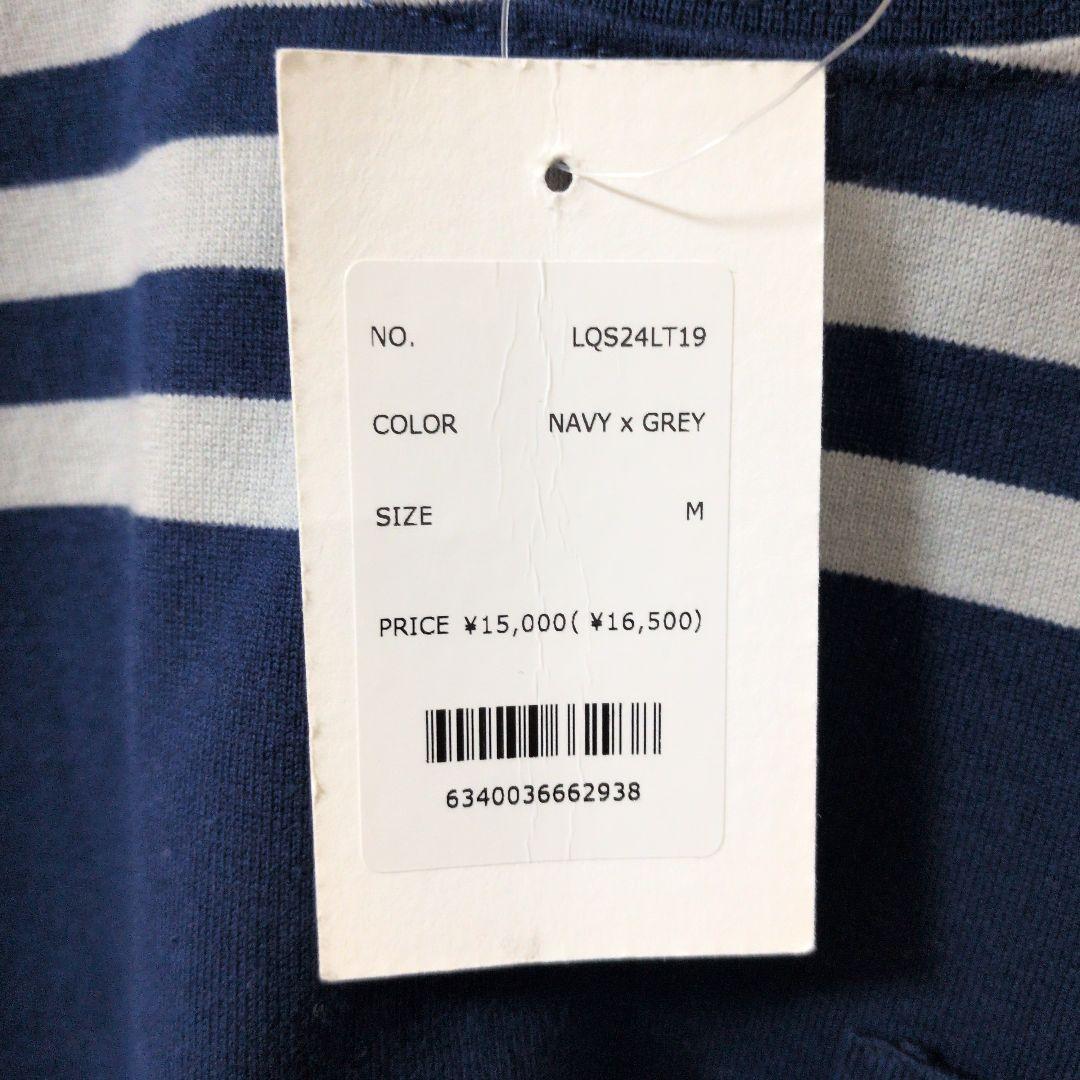 NO. LQS24LT19
COLOR NAVY x GREY
SIZE M
PRICE ¥15,000( ¥16,500)
6340036662938